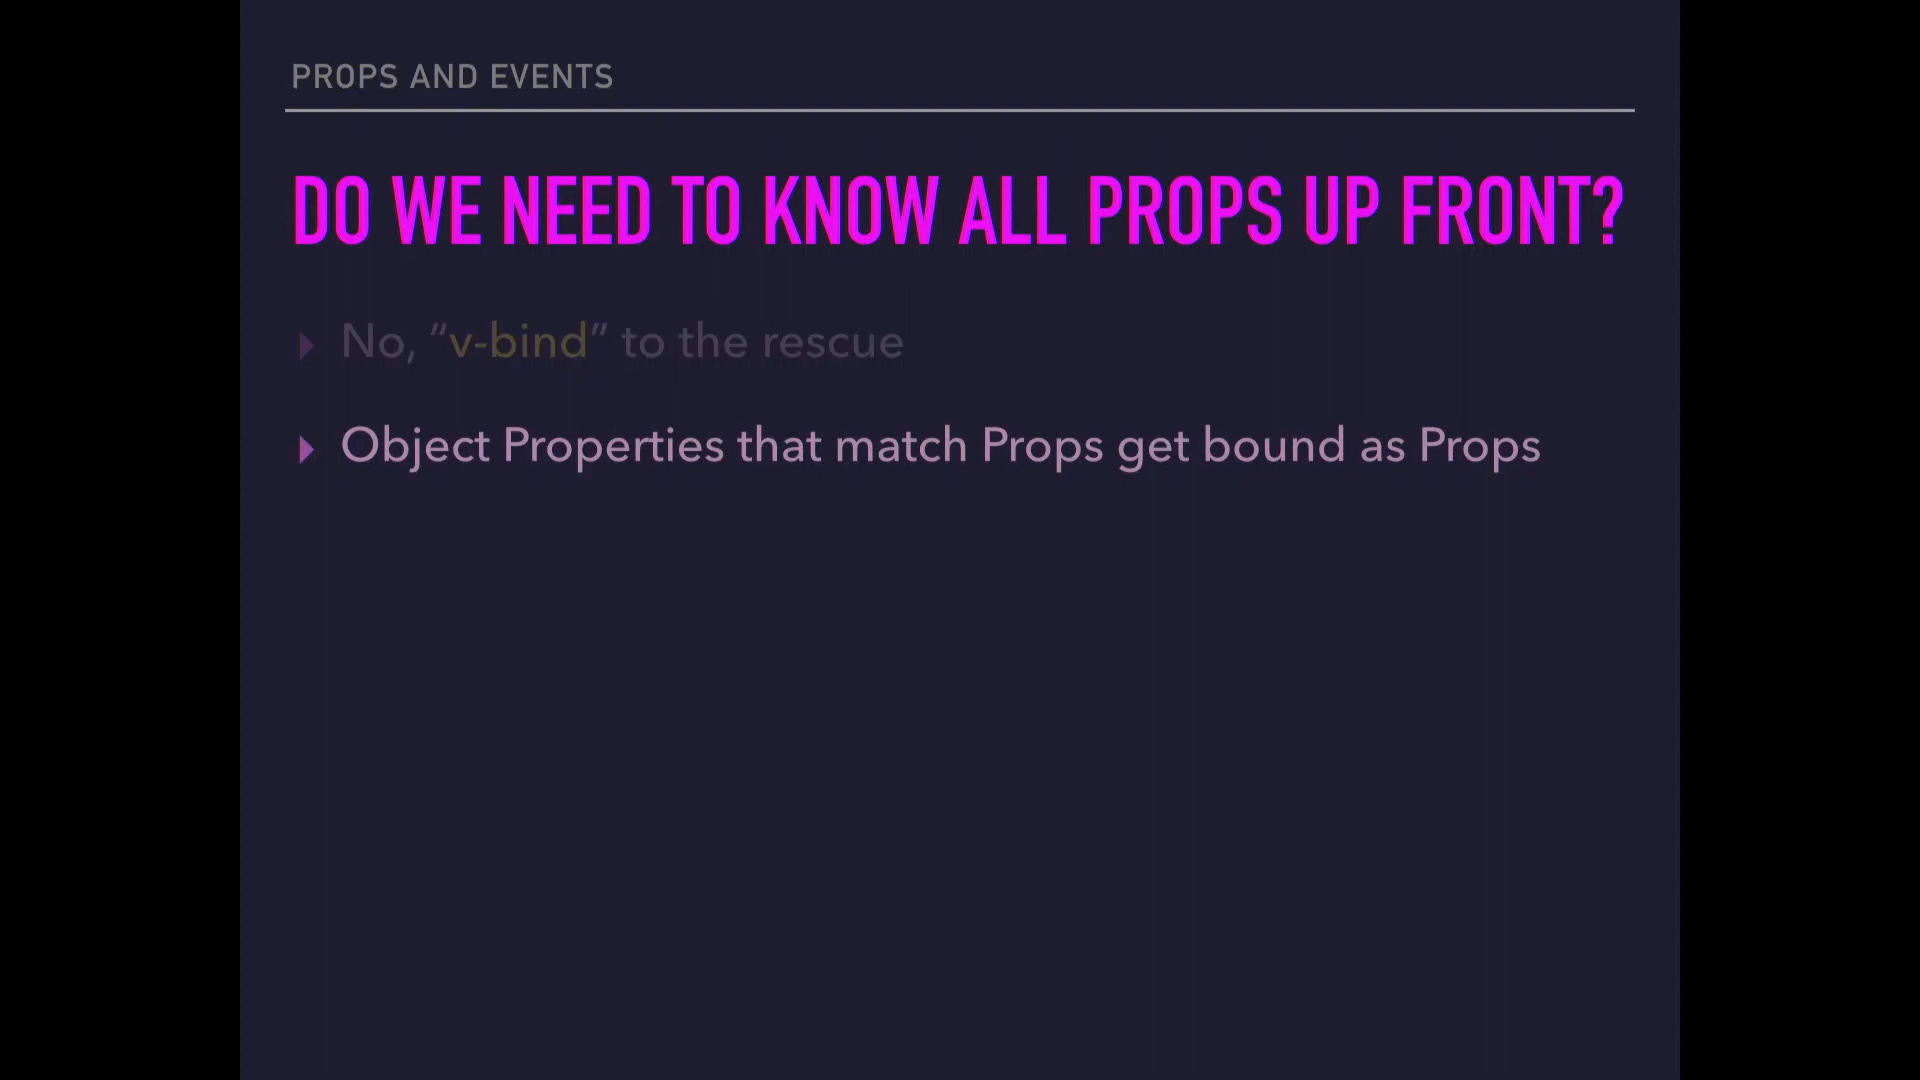 PROPS AND EVENTS
DO WE NEED TO KNOW ALL PROPS UP FRONT?
No, “v-bind” to the rescue
Object Properties that match Props get bound as Props